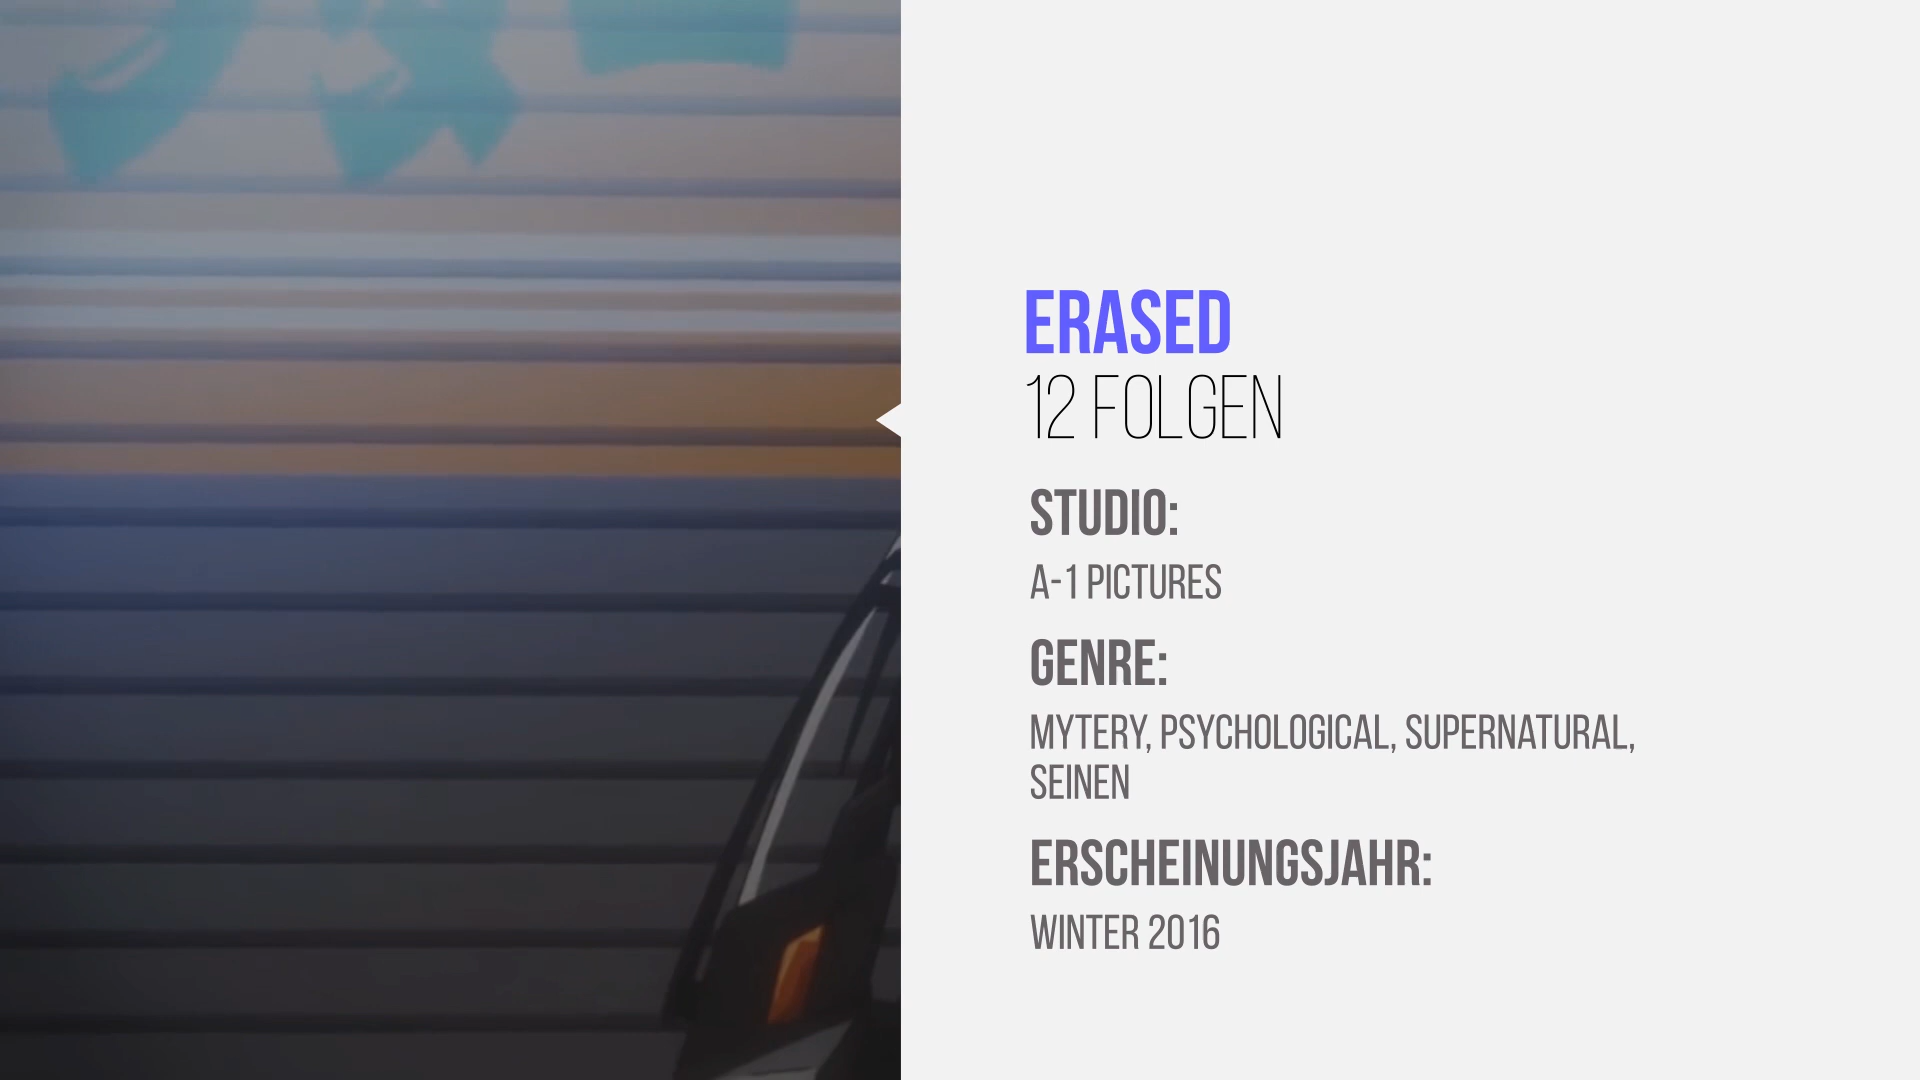 ERASED
12 FOLGEN
STUDIO:
A-1 PICTURES
GENRE:
MYTERY, PSYCHOLOGICAL, SUPERNATURAL,
SEINEN
ERSCHEINUNGSJAHR:
WINTER 2016